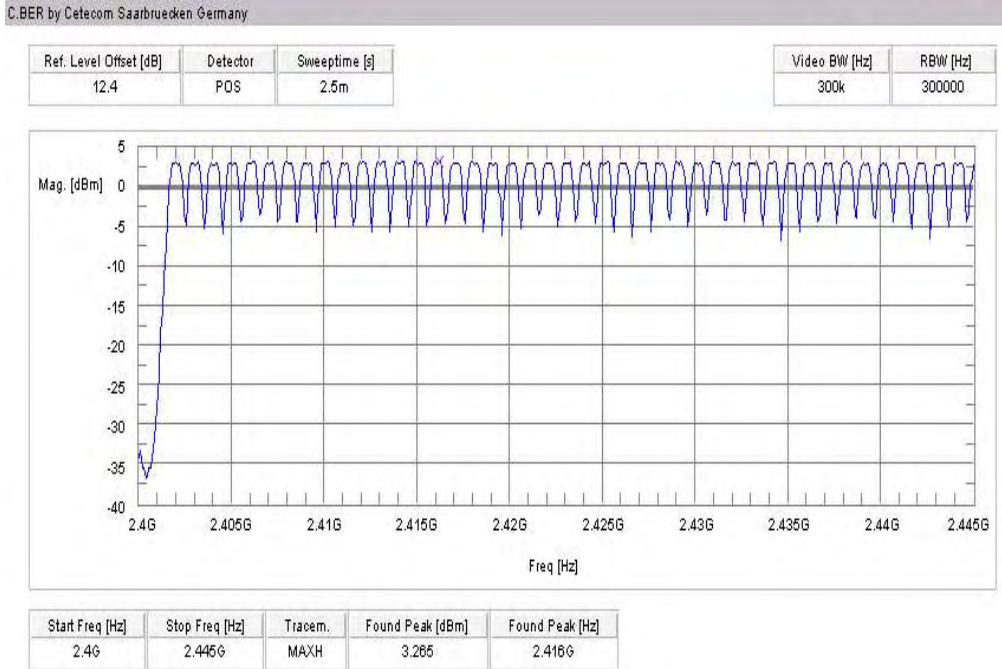 C.BER by Cetecom Saarbruecken Germany
Ref. Level Offset [dB] Detector Sweeptime [s] Video BW [Hz] RBW [Hz]
12.4 POS 2.5m 300k 300000
5
Mag. [dBm] 0
-5
-10
-15
-20
-25
-30
-35
-40
2.4G 2.405G 2.41G 2.415G 2.42G 2.425G 2.43G 2.435G 2.44G 2.445G
Freq [Hz]
Start Freq [Hz] Stop Freq [Hz] Tracem. Found Peak [dBm] Found Peak [Hz]
2.4G 2.445G MAXH 3.265 2.416G